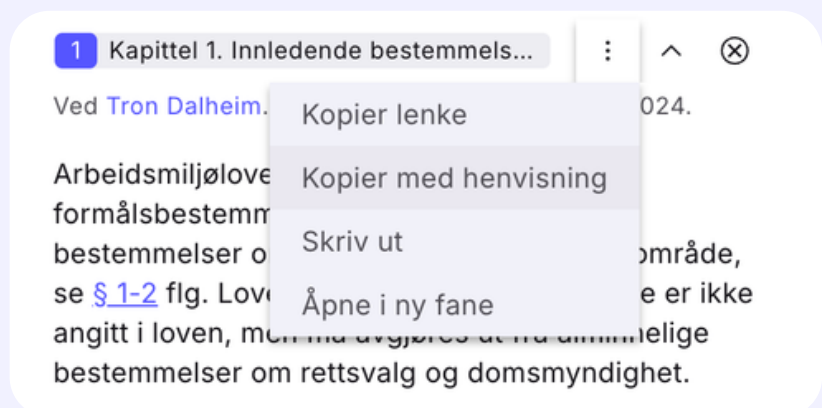 1 Kapittel 1. Innledende bestemmels...
Ved Tron Dalheim. 024.
Kopier lenke
Kopier med henvisning
Skriv ut
Åpne i ny fane
Arbeidsmiljølove
formålsbestemm
bestemmelser o område,
se § 1-2 flg. Love e er ikke
angitt i loven, men må avgjøres ut fra alminnelige
bestemmelser om rettsvalg og domsmyndighet.